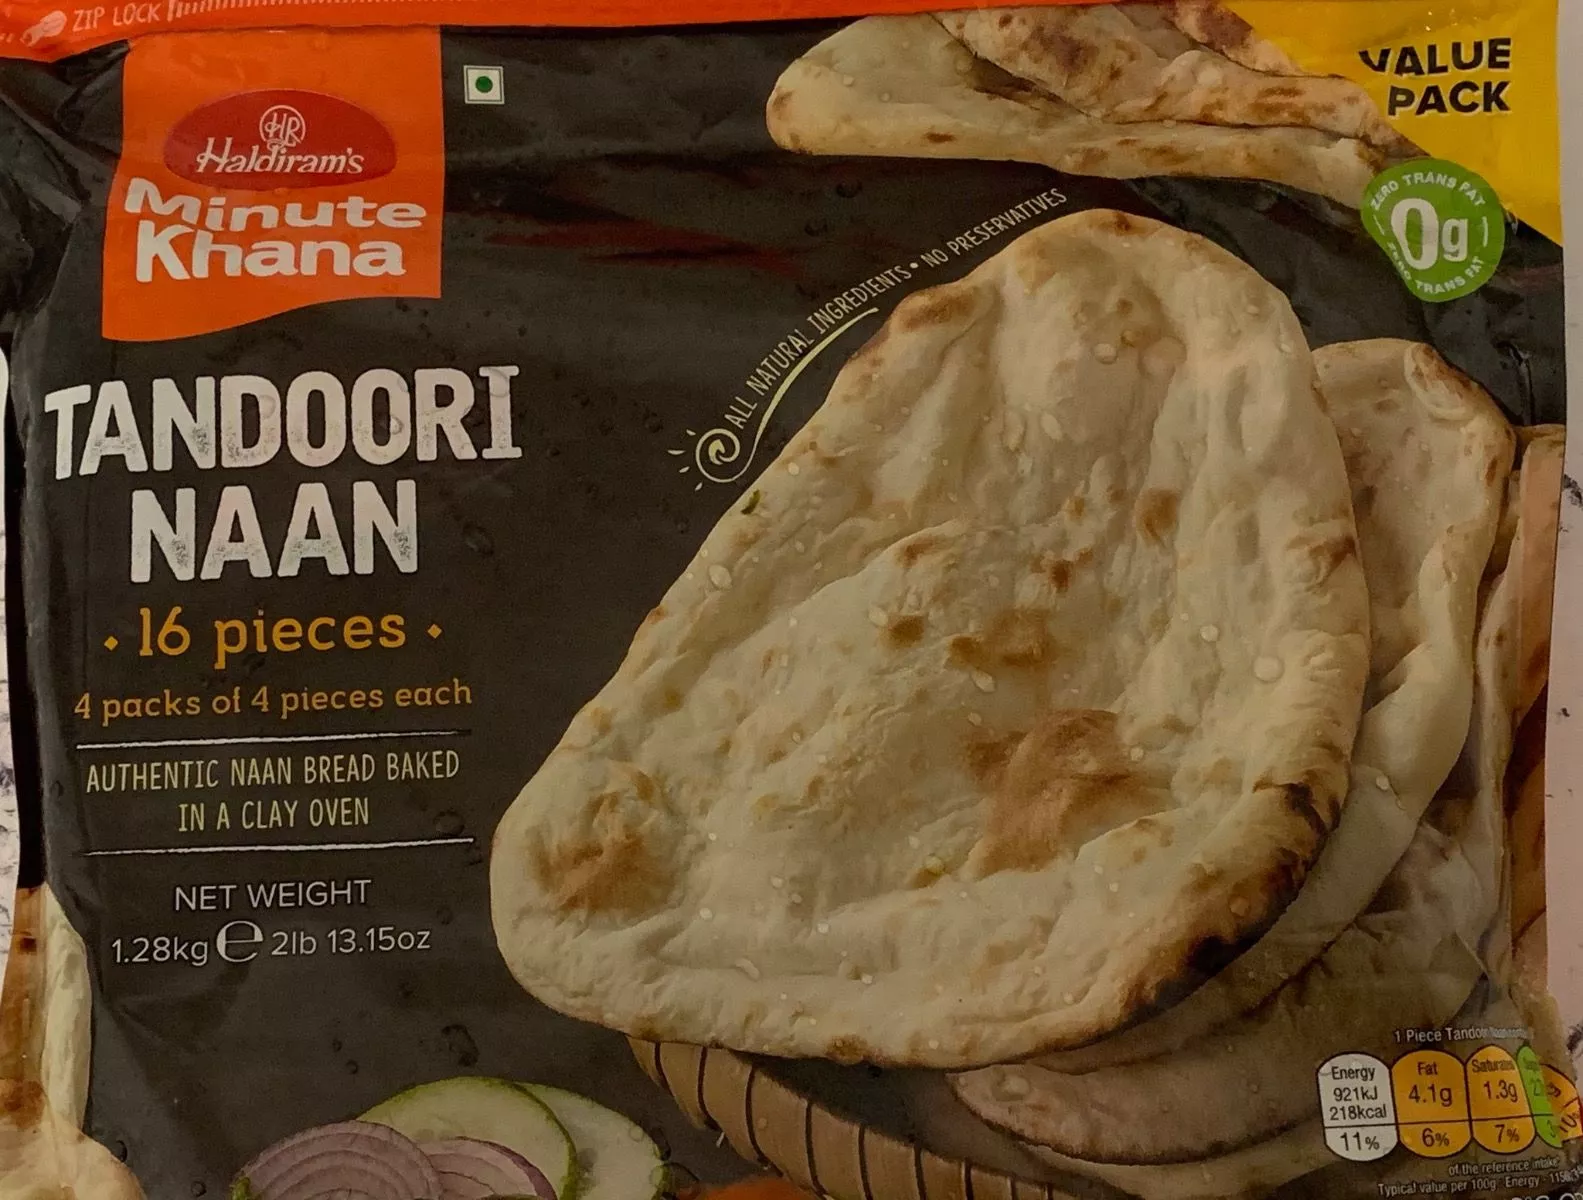 ZIP LOCK
HR
Haldiram's
Minute
Khana
VALUE
PACK
ZERO TRANS FAT
0g
ZERO TRANS FAT
ALL NATURAL INGREDIENTS • NO PRESERVATIVES
TANDOORI
NAAN
• 16 pieces •
4 packs of 4 pieces each
AUTHENTIC NAAN BREAD BAKED
IN A CLAY OVEN
NET WEIGHT
1.28kg e 2lb 13.15oz
1 Piece Tandoori
Energy
921kJ
218kcal
11%
Fat
4.1g
6%
Saturates
1.3g
7%
of the reference intake
Typical value per 100g Energy -